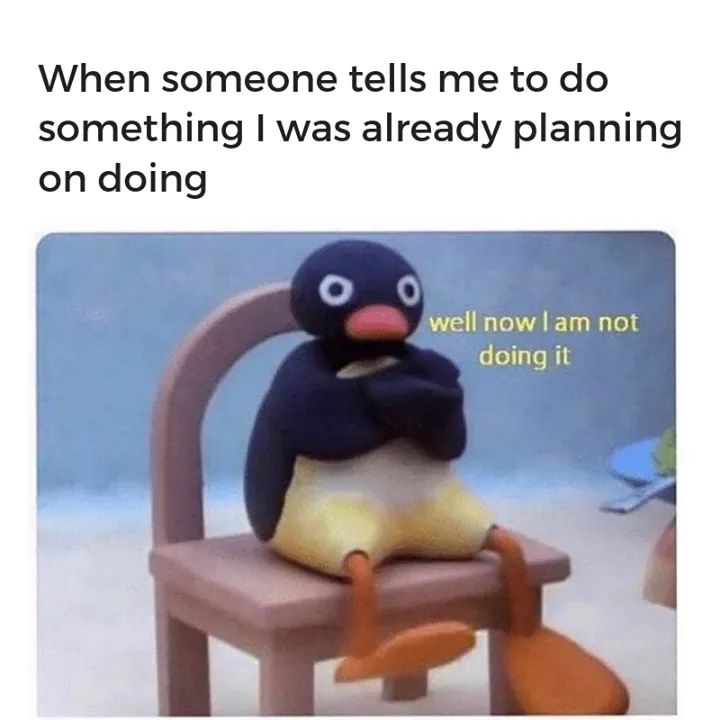 When someone tells me to do
something I was already planning
on doing
well now I am not
doing it